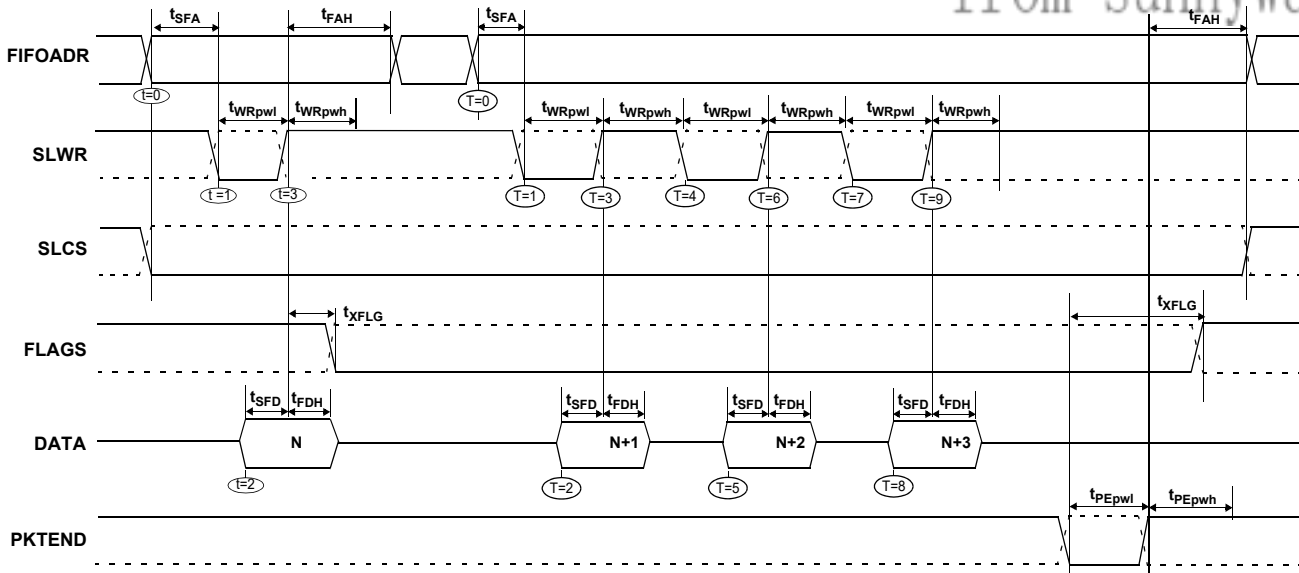 from Sunnyw
tSFA tFAH tSFA tFAH
FIFOADR
t=0 T=0
tWRpwl tWRpwh tWRpwl tWRpwh tWRpwl tWRpwh tWRpwl tWRpwh
SLWR
t =1 t=3 T=1 T=3 T=4 T=6 T=7 T=9
SLCS
tXFLG tXFLG
FLAGS
tSFD tFDH tSFD tFDH tSFD tFDH tSFD tFDH
DATA N N+1 N+2 N+3
t=2 T=2 T=5 T=8
tPEpwl tPEpwh
PKTEND